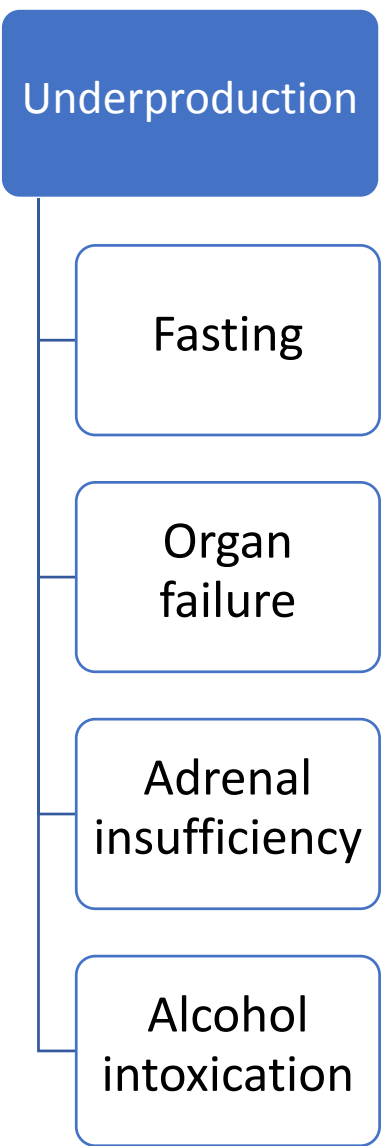 Underproduction
Fasting
Organ
failure
Adrenal
insufficiency
Alcohol
intoxication